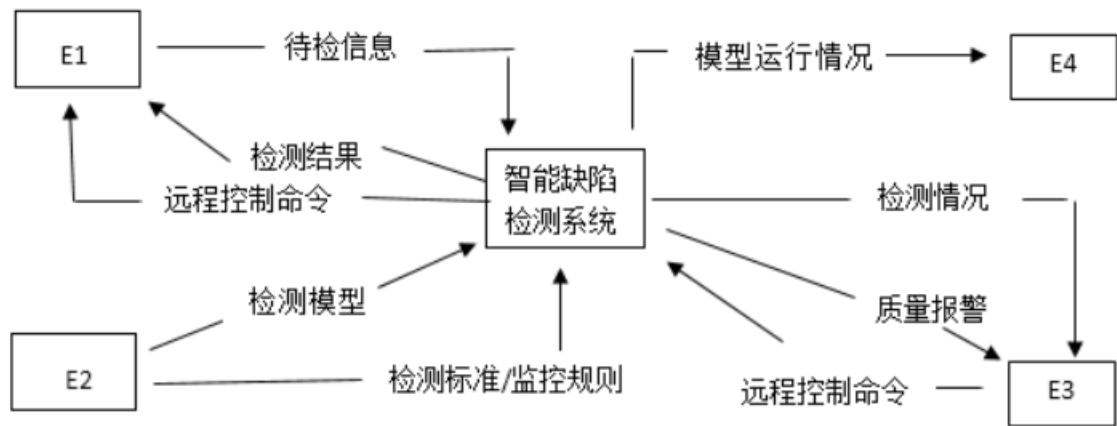 E1
待检信息
模型运行情况
E4
检测结果
远程控制命令
智能缺陷
检测系统
检测情况
检测模型
质量报警
E2
检测标准/监控规则
远程控制命令
E3